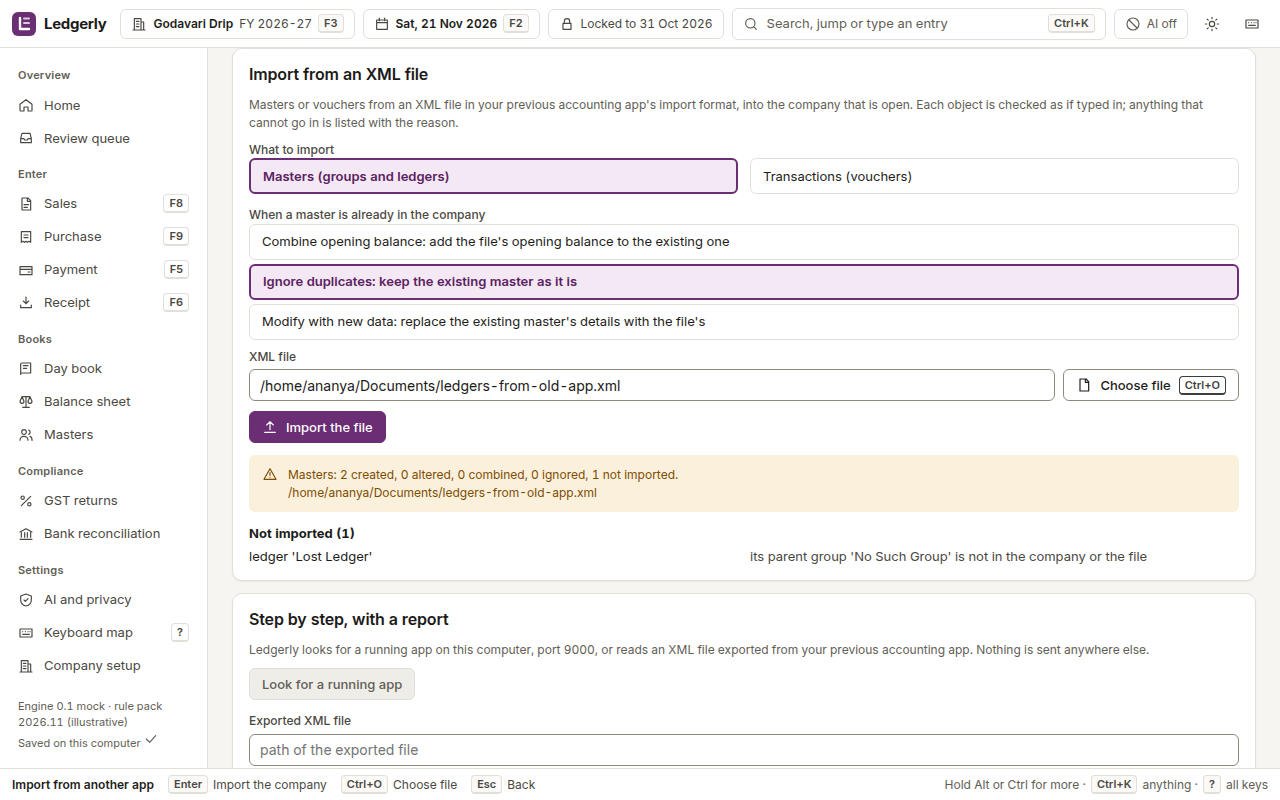 Ledgerly
Godavari Drip FY 2026-27 F3
Sat, 21 Nov 2026 F2
Locked to 31 Oct 2026
Search, jump or type an entry Ctrl+K
AI off
Overview
Home
Review queue
Enter
Sales F8
Purchase F9
Payment F5
Receipt F6
Books
Day book
Balance sheet
Masters
Compliance
GST returns
Bank reconciliation
Settings
AI and privacy
Keyboard map ?
Company setup
Engine 0.1 mock · rule pack
2026.11 (illustrative)
Saved on this computer
Import from an XML file
Masters or vouchers from an XML file in your previous accounting app's import format, into the company that is open. Each object is checked as if typed in; anything that
cannot go in is listed with the reason.
What to import
Masters (groups and ledgers)
Transactions (vouchers)
When a master is already in the company
Combine opening balance: add the file's opening balance to the existing one
Ignore duplicates: keep the existing master as it is
Modify with new data: replace the existing master's details with the file's
XML file
/home/ananya/Documents/ledgers-from-old-app.xml
Choose file Ctrl+O
Import the file
Masters: 2 created, 0 altered, 0 combined, 0 ignored, 1 not imported.
/home/ananya/Documents/ledgers-from-old-app.xml
Not imported (1)
ledger 'Lost Ledger' its parent group 'No Such Group' is not in the company or the file
Step by step, with a report
Ledgerly looks for a running app on this computer, port 9000, or reads an XML file exported from your previous accounting app. Nothing is sent anywhere else.
Look for a running app
Exported XML file
path of the exported file
Import from another app Enter Import the company Ctrl+O Choose file Esc Back
Hold Alt or Ctrl for more · Ctrl+K anything · ? all keys